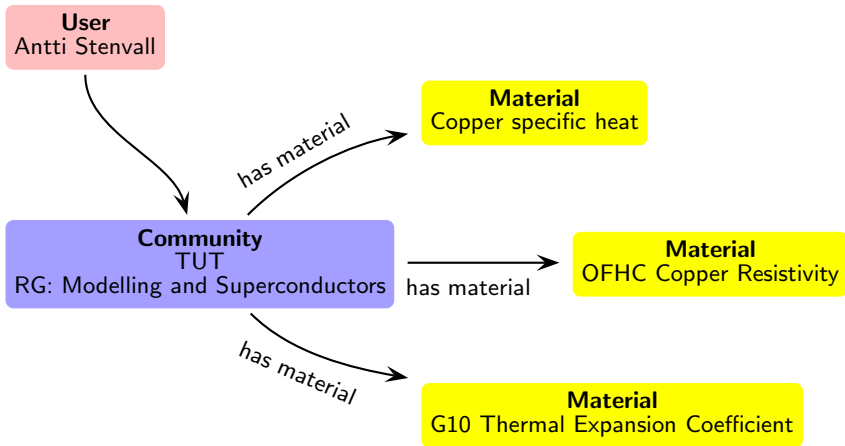 User
Antti Stenvall
Material
Copper specific heat
has material
Community
TUT
RG: Modelling and Superconductors
has material
Material
OFHC Copper Resistivity
has material
Material
G10 Thermal Expansion Coefficient